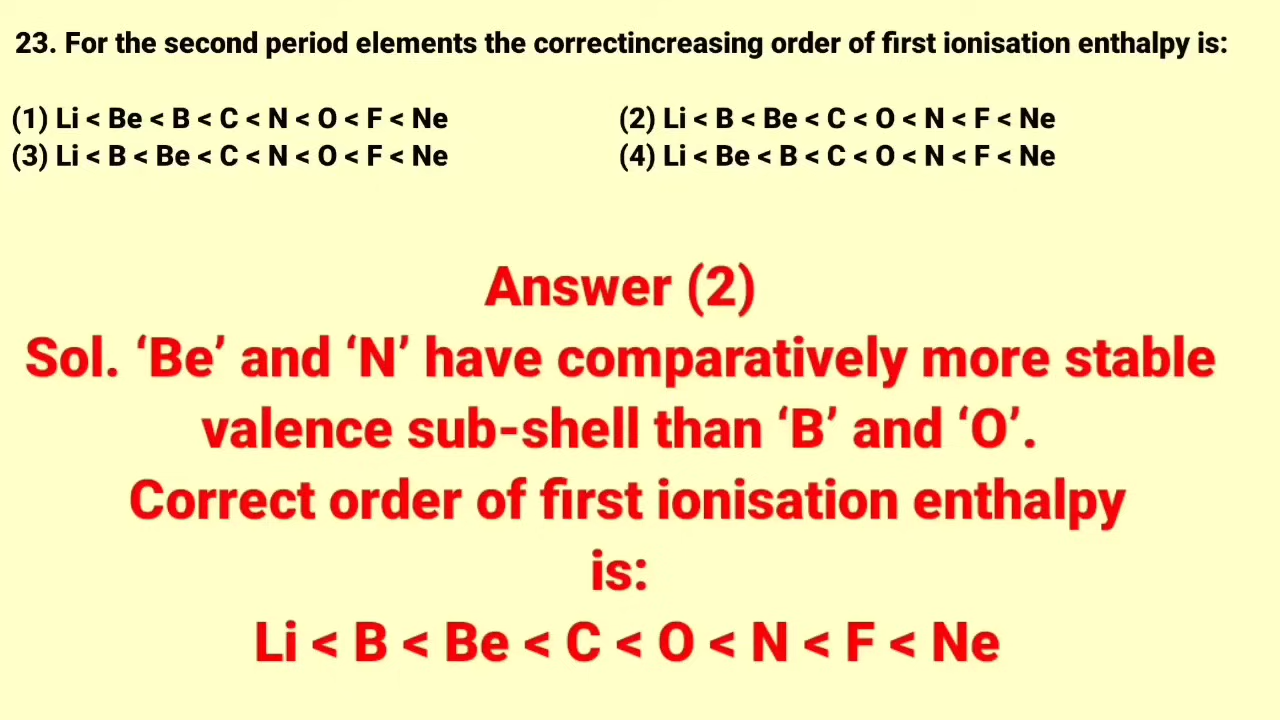 23. For the second period elements the correctincreasing order of first ionisation enthalpy is:
(1) Li < Be < B < C < N < O < F < Ne
(2) Li < B < Be < C < O < N < F < Ne
(3) Li < B < Be < C < N < O < F < Ne
(4) Li < Be < B < C < O < N < F < Ne
Answer (2)
Sol. ‘Be’ and ‘N’ have comparatively more stable
valence sub-shell than ‘B’ and ‘O’.
Correct order of first ionisation enthalpy
is:
Li < B < Be < C < O < N < F < Ne